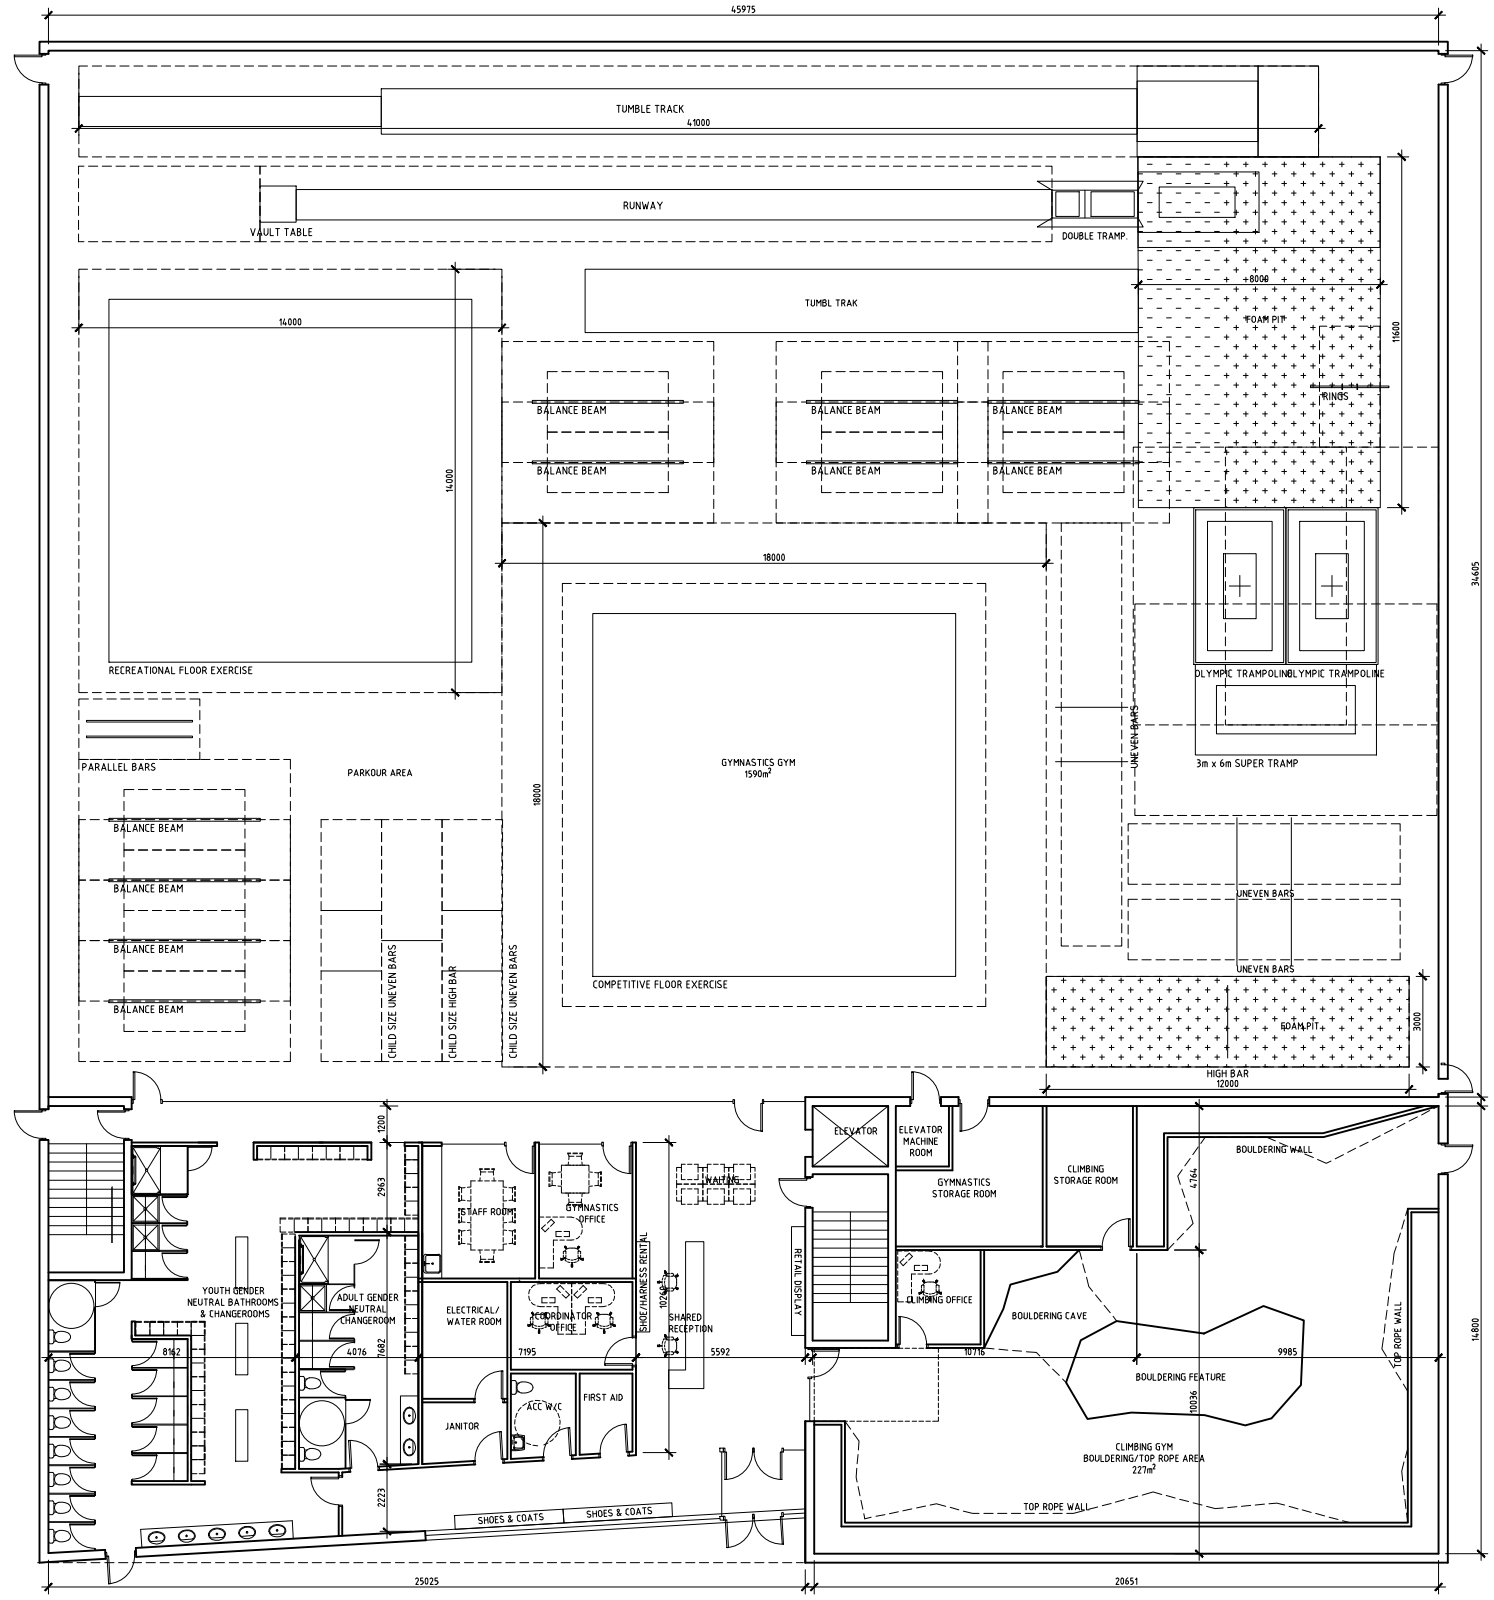 45975
TUMBLE TRACK
41000
RUNWAY
VAULT TABLE
DOUBLE TRAMP.
8000
14000
TUMBL TRAK
FOAM PIT
11600
RINGS
BALANCE BEAM
BALANCE BEAM
BALANCE BEAM
BALANCE BEAM
BALANCE BEAM
BALANCE BEAM
14000
18000
34605
RECREATIONAL FLOOR EXERCISE
OLYMPIC TRAMPOLINE
OLYMPIC TRAMPOLINE
UNEVEN BARS
PARALLEL BARS
PARKOUR AREA
GYMNASTICS GYM
1590m²
3m x 6m SUPER TRAMP
18000
BALANCE BEAM
BALANCE BEAM
BALANCE BEAM
BALANCE BEAM
UNEVEN BARS
UNEVEN BARS
CHILD SIZE UNEVEN BARS
CHILD SIZE HIGH BAR
CHILD SIZE UNEVEN BARS
COMPETITIVE FLOOR EXERCISE
FOAM PIT
3000
HIGH BAR
12000
1200
ELEVATOR
ELEVATOR
MACHINE
ROOM
BOULDERING WALL
2963
WAITING
GYMNASTICS
STORAGE ROOM
CLIMBING
STORAGE ROOM
4764
STAFF ROOM
GYMNASTICS
OFFICE
SHOE/HARNESS RENTAL
10260
RETAIL DISPLAY
YOUTH GENDER
NEUTRAL BATHROOMS
& CHANGEROOMS
ADULT GENDER
NEUTRAL
CHANGEROOM
7682
ELECTRICAL/
WATER ROOM
COORDINATOR
OFFICE
SHARED
RECEPTION
CLIMBING OFFICE
BOULDERING CAVE
TOP ROPE WALL
14800
8162
4076
7195
5592
10716
9985
BOULDERING FEATURE
10036
JANITOR
ACC W/C
FIRST AID
CLIMBING GYM
BOULDERING/TOP ROPE AREA
227m²
2223
SHOES & COATS
SHOES & COATS
TOP ROPE WALL
25025
20651